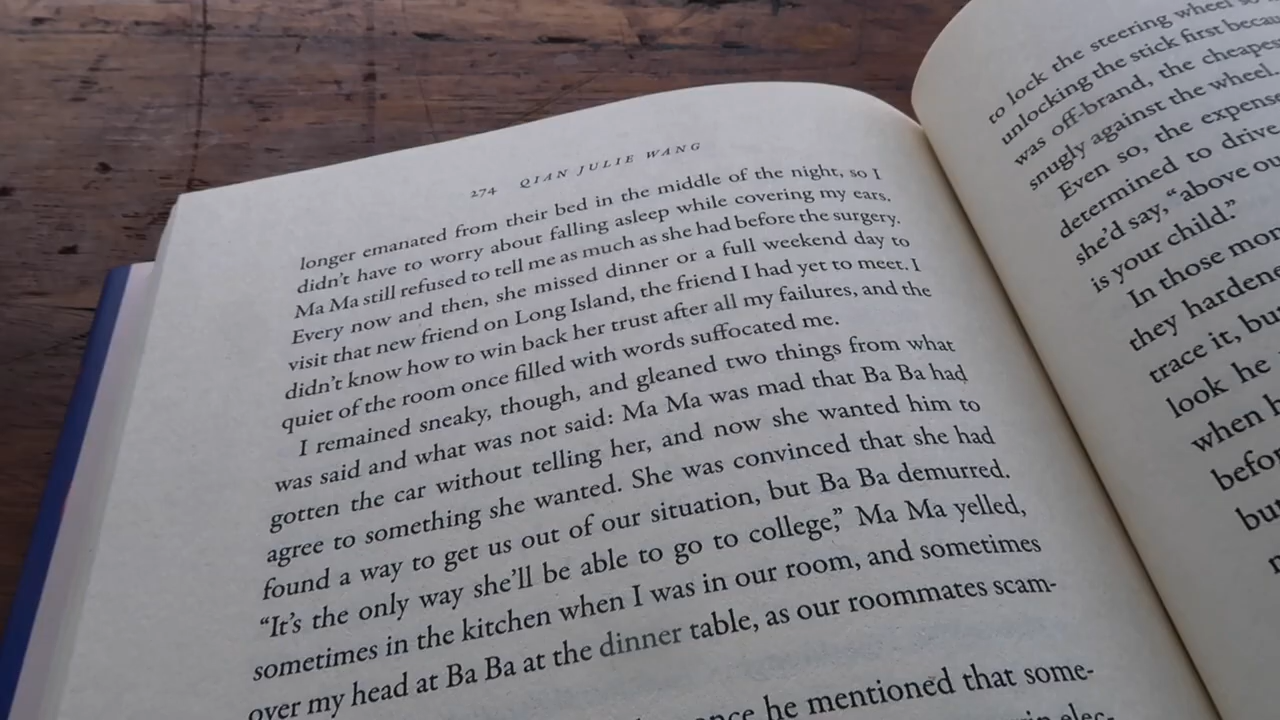 274 QIAN JULIE WANG
longer emanated from their bed in the middle of the night, so I
didn't have to worry about falling asleep while covering my ears.
Ma Ma still refused to tell me as much as she had before the surgery.
Every now and then, she missed dinner or a full weekend day to
visit that new friend on Long Island, the friend I had yet to meet. I
didn't know how to win back her trust after all my failures, and the
quiet of the room once filled with words suffocated me.
I remained sneaky, though, and gleaned two things from what
was said and what was not said: Ma Ma was mad that Ba Ba had
gotten the car without telling her, and now she wanted him to
agree to something she wanted. She was convinced that she had
found a way to get us out of our situation, but Ba Ba demurred.
"It's the only way she'll be able to go to college," Ma Ma yelled,
sometimes in the kitchen when I was in our room, and sometimes
over my head at Ba Ba at the dinner table, as our roommates scam-
once he mentioned that some-
to lock the steering wheel
unlocking the stick first
was off-brand, the
snugly against the wheel.
Even so, the
determined to drive
she'd say, "above
is your child."
In those
they
trace it,
look he
when